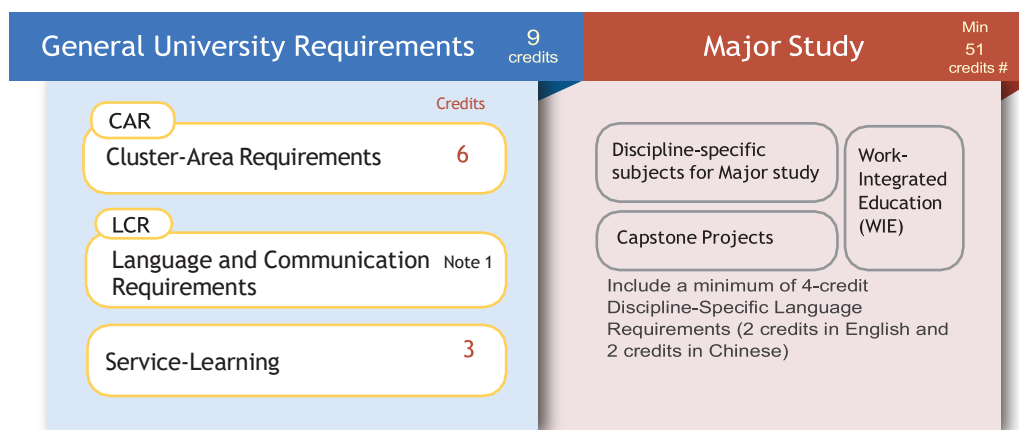 General University Requirements
9
credits
Major Study
Min
51
credits #
Credits
CAR
Cluster-Area Requirements
6
LCR
Language and Communication
Requirements
Note 1
Service-Learning
3
Discipline-specific
subjects for Major study
Capstone Projects
Work-
Integrated
Education
(WIE)
Include a minimum of 4-credit
Discipline-Specific Language
Requirements (2 credits in English and
2 credits in Chinese)